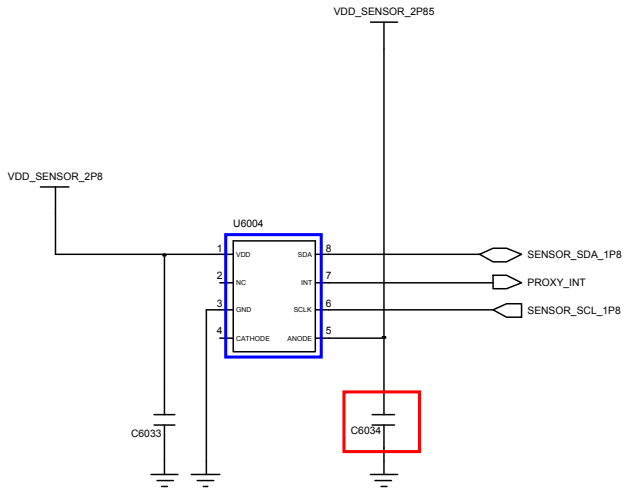 VDD_SENSOR_2P85
VDD_SENSOR_2P8
U6004
1 VDD SDA 8 SENSOR_SDA_1P8
2 NC INT 7 PROXY_INT
3 GND SCLK 6 SENSOR_SCL_1P8
4 CATHODE ANODE 5
C6033 C6034